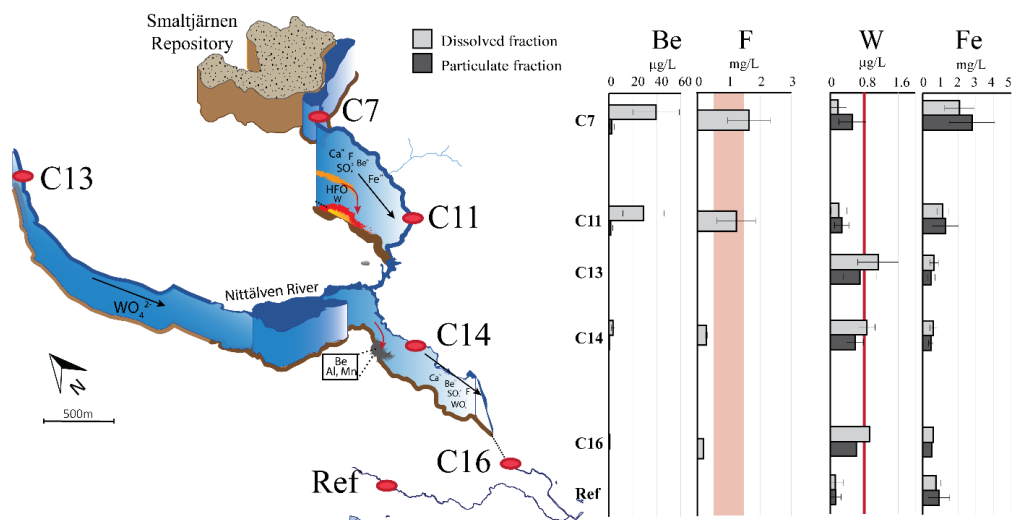 Smaltjärnen
Repository
Dissolved fraction
Particulate fraction
Be
µg/L
0 20 40 60
F
mg/L
0 1 2 3
W
µg/L
0 0.8 1.6
Fe
mg/L
0 1 2 3 4 5
C7
C11
C13
C14
C16
Ref
C7
Ca F
SO Be
Fe
HFO
W
C11
C13
WO₄²⁻
Nittälven River
C14
Be
Al, Mn
Ca Be
SO F
WO
N
500m
C16
Ref